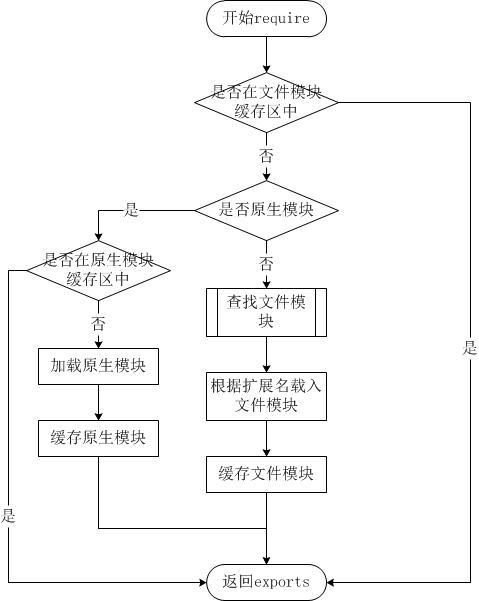 开始require
是否在文件模块
缓存区中
否
是否原生模块
是
是否在原生模块
缓存区中
否
查找文件模
块
否
加载原生模块
根据扩展名载入
文件模块
是
缓存原生模块
缓存文件模块
是
返回exports